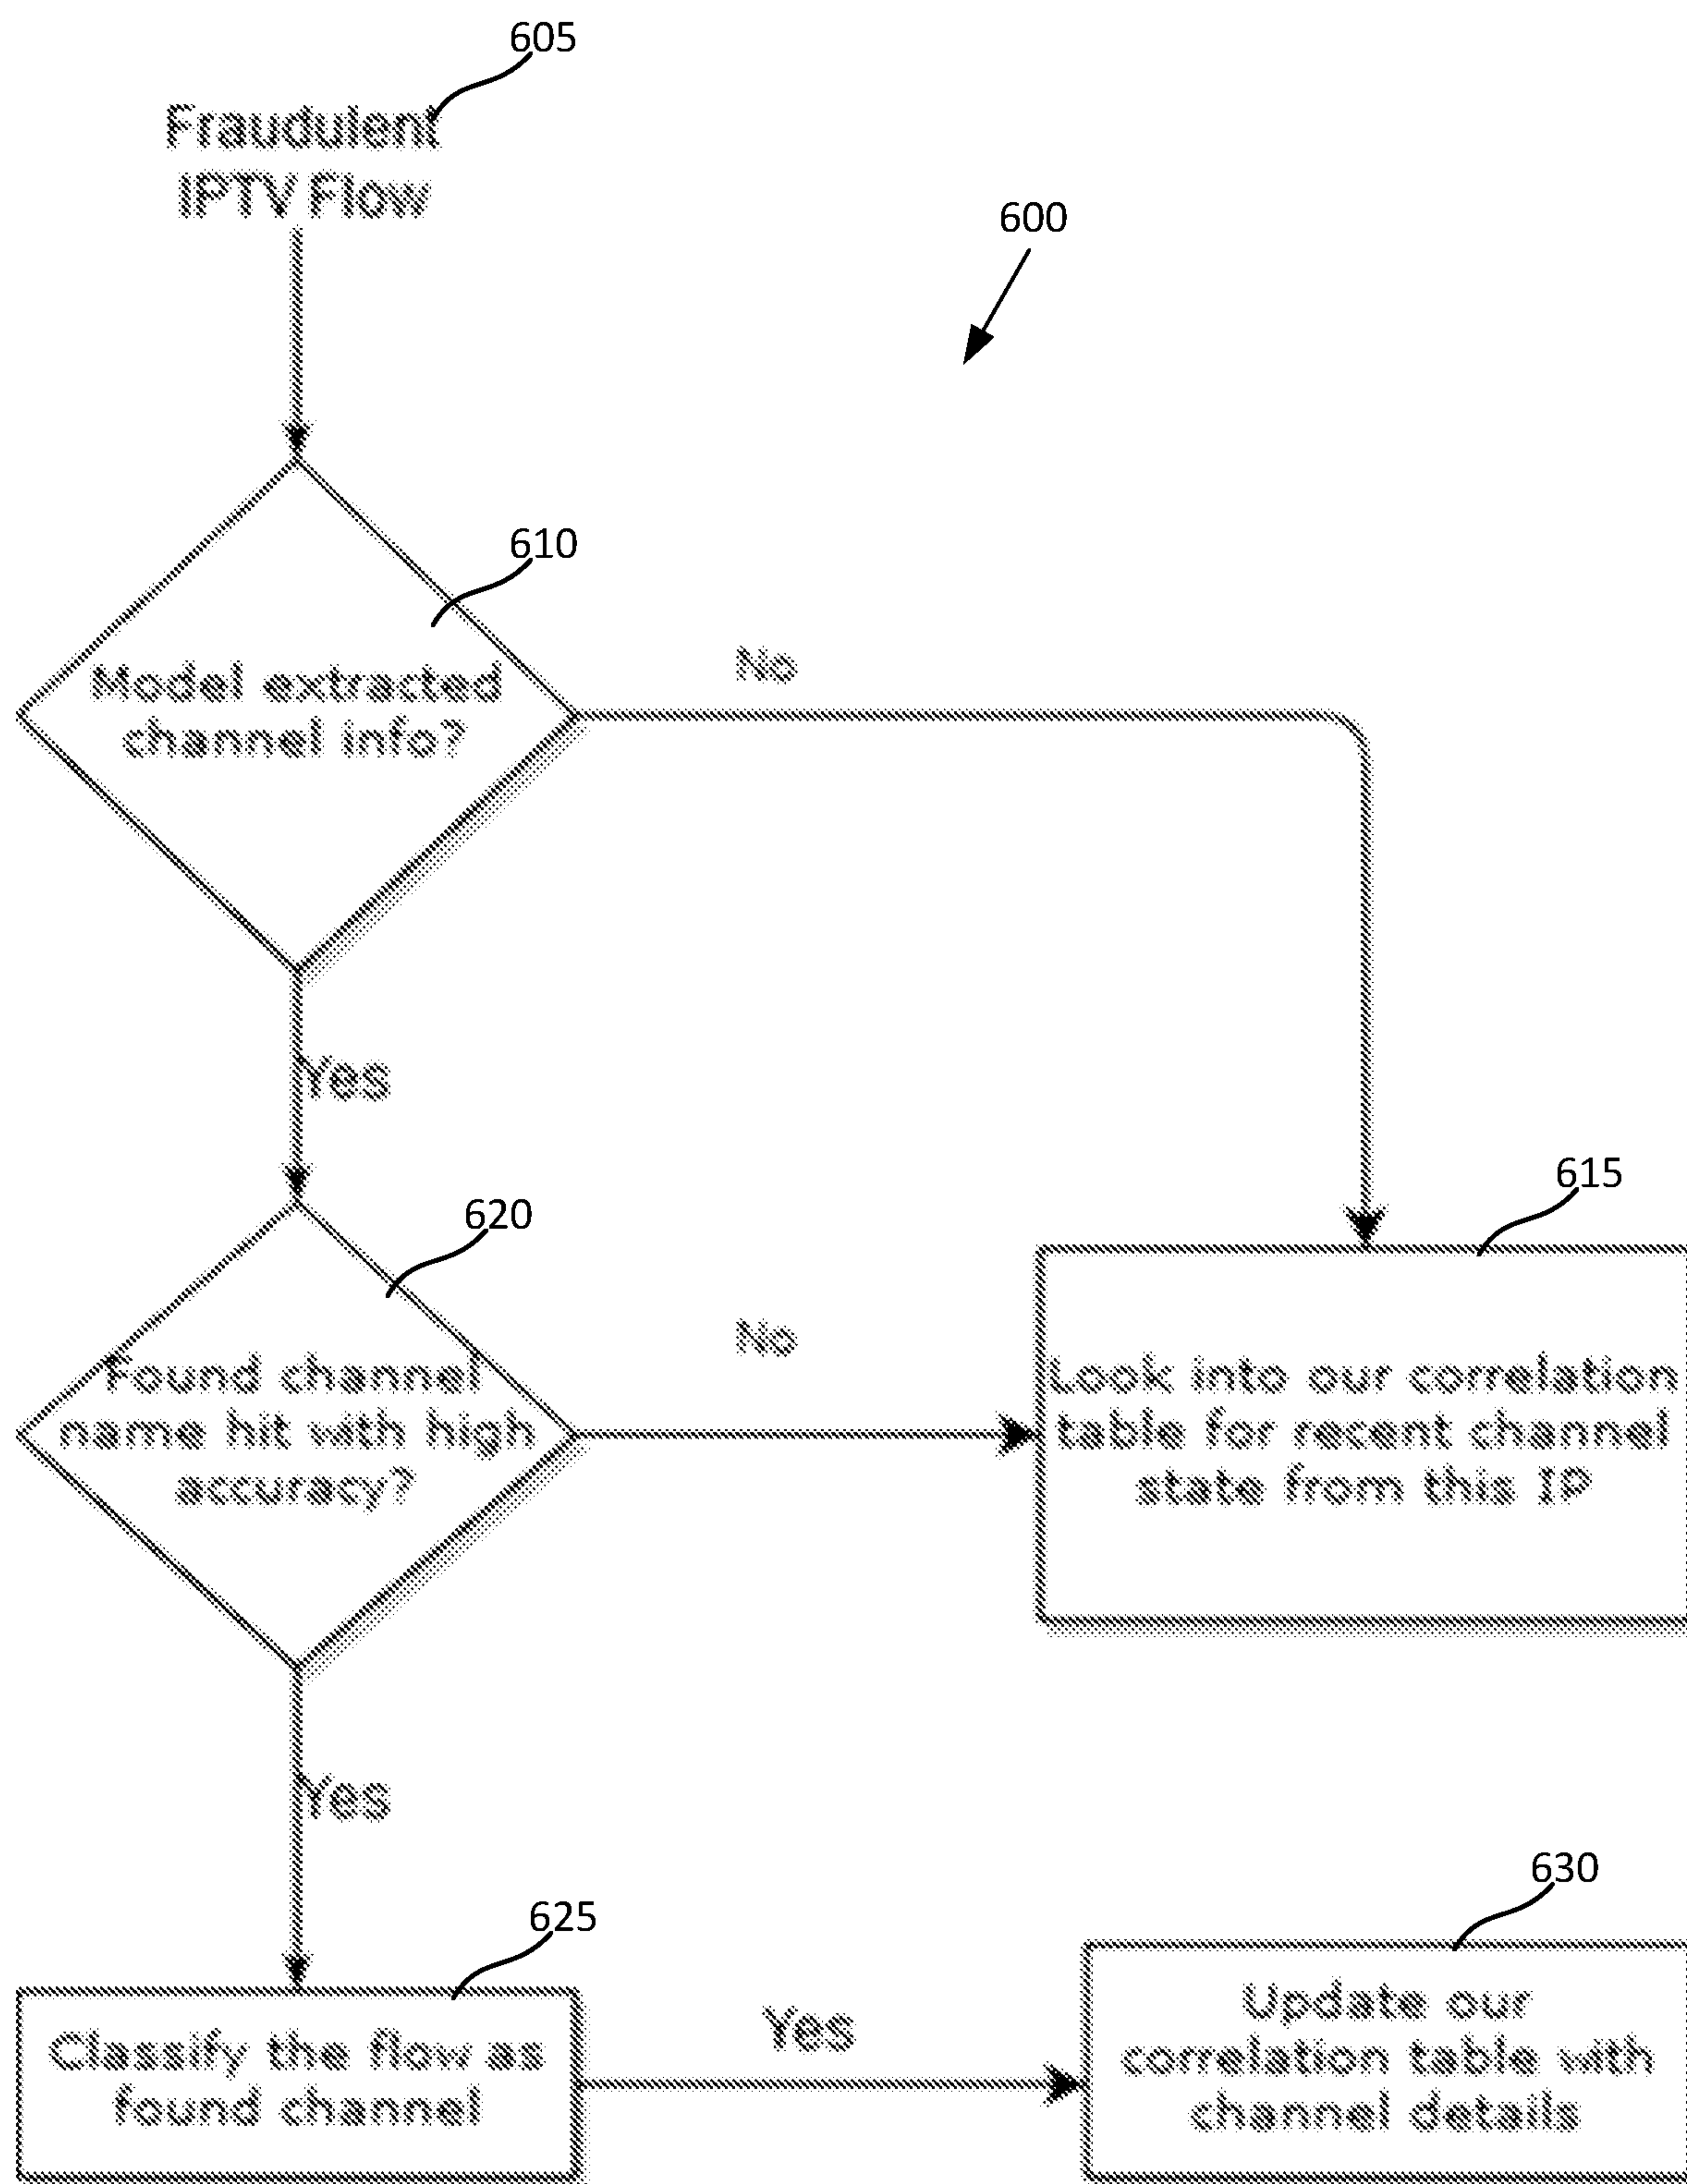 605
Fraudulent
IPTV Flow
600
610
Model extracted
channel info?
No
Yes
615
620
Found channel
name hit with high
accuracy?
No
Look into our correlation
table for recent channel
state from this IP
Yes
625
630
Classify the flow as
found channel
Yes
Update our
correlation table with
channel details